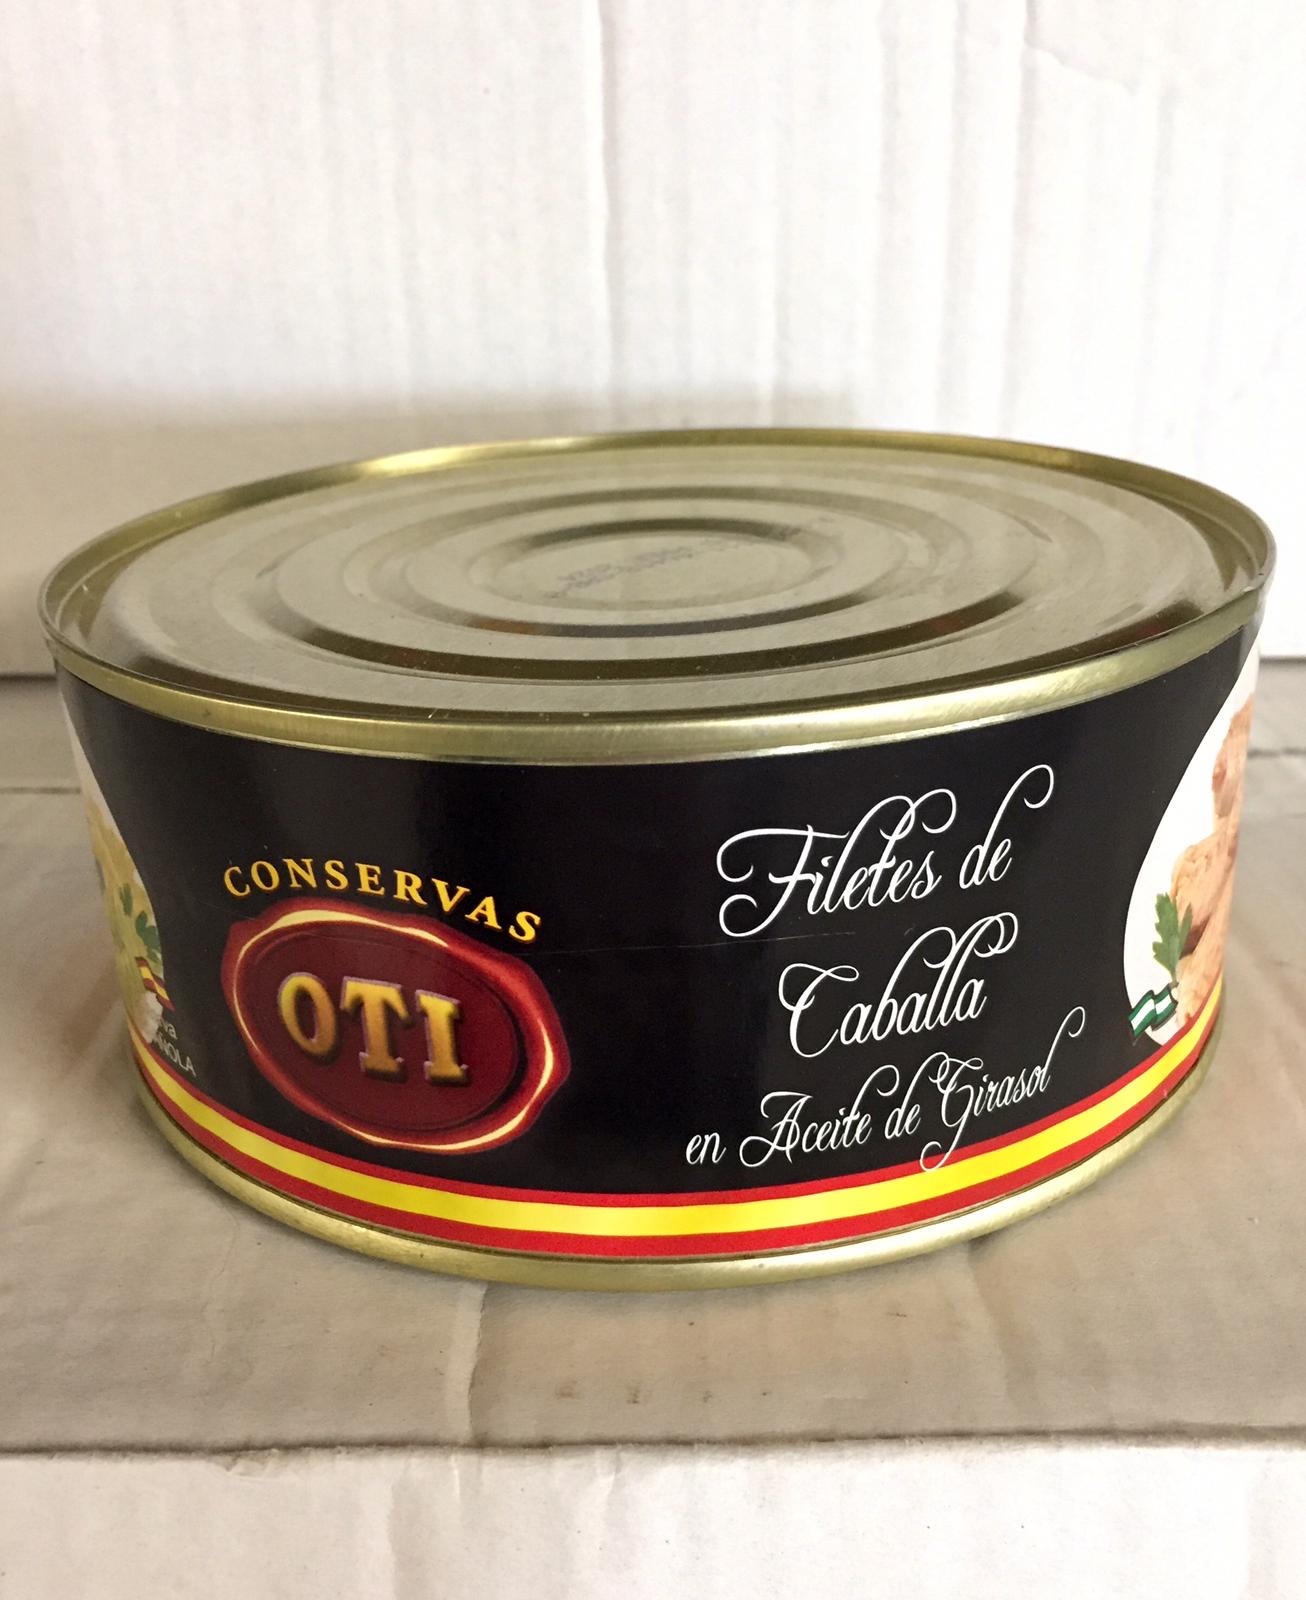 CONSERVAS
OTI
Filetes de
Caballa
en Aceite de Girasol